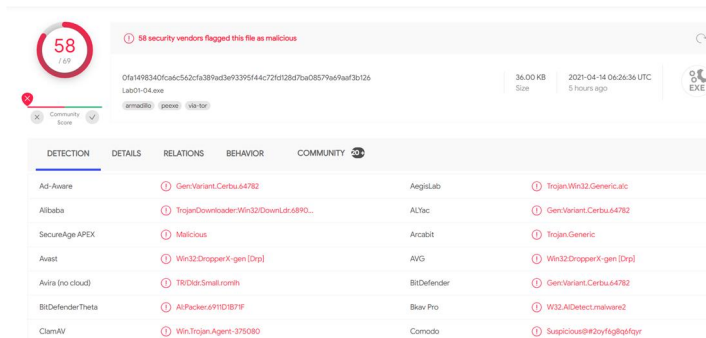 58
/ 69
58 security vendors flagged this file as malicious
0fa1498340fca6c562cfa389ad3e93395f44c72fd128d7ba08579a69aaf3b126
Lab01-04.exe
armadillo peexe via-tor
36.00 KB
Size
2021-04-14 06:26:36 UTC
5 hours ago
EXE
Community
Score
DETECTION DETAILS RELATIONS BEHAVIOR COMMUNITY 20+
Ad-Aware Gen:Variant.Cerbu.64782 AegisLab Trojan.Win32.Generic.a!c
Alibaba TrojanDownloader:Win32/DownLdr.6890... ALYac Gen:Variant.Cerbu.64782
SecureAge APEX Malicious Arcabit Trojan.Generic
Avast Win32:DropperX-gen [Drp] AVG Win32:DropperX-gen [Drp]
Avira (no cloud) TR/Dldr.Small.romlh BitDefender Gen:Variant.Cerbu.64782
BitDefenderTheta AI:Packer.6911D1B71F Bkav Pro W32.AIDetect.malware2
ClamAV Win.Trojan.Agent-375080 Comodo Suspicious@#2oyf6g8q6fqyr